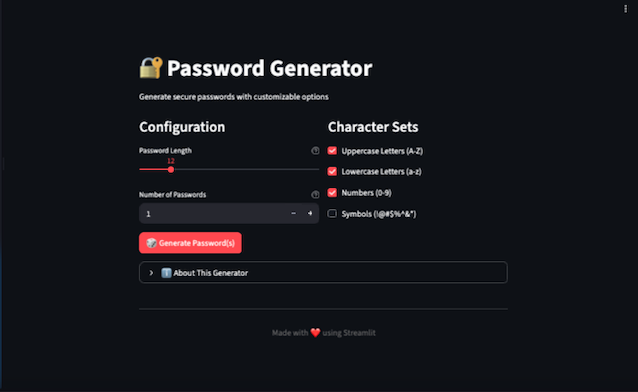 Password Generator
Generate secure passwords with customizable options
Configuration
Password Length
12
Number of Passwords
1
Generate Password(s)
About This Generator
Character Sets
Uppercase Letters (A-Z)
Lowercase Letters (a-z)
Numbers (0-9)
Symbols (!@#$%^&*)
Made with ❤️ using Streamlit